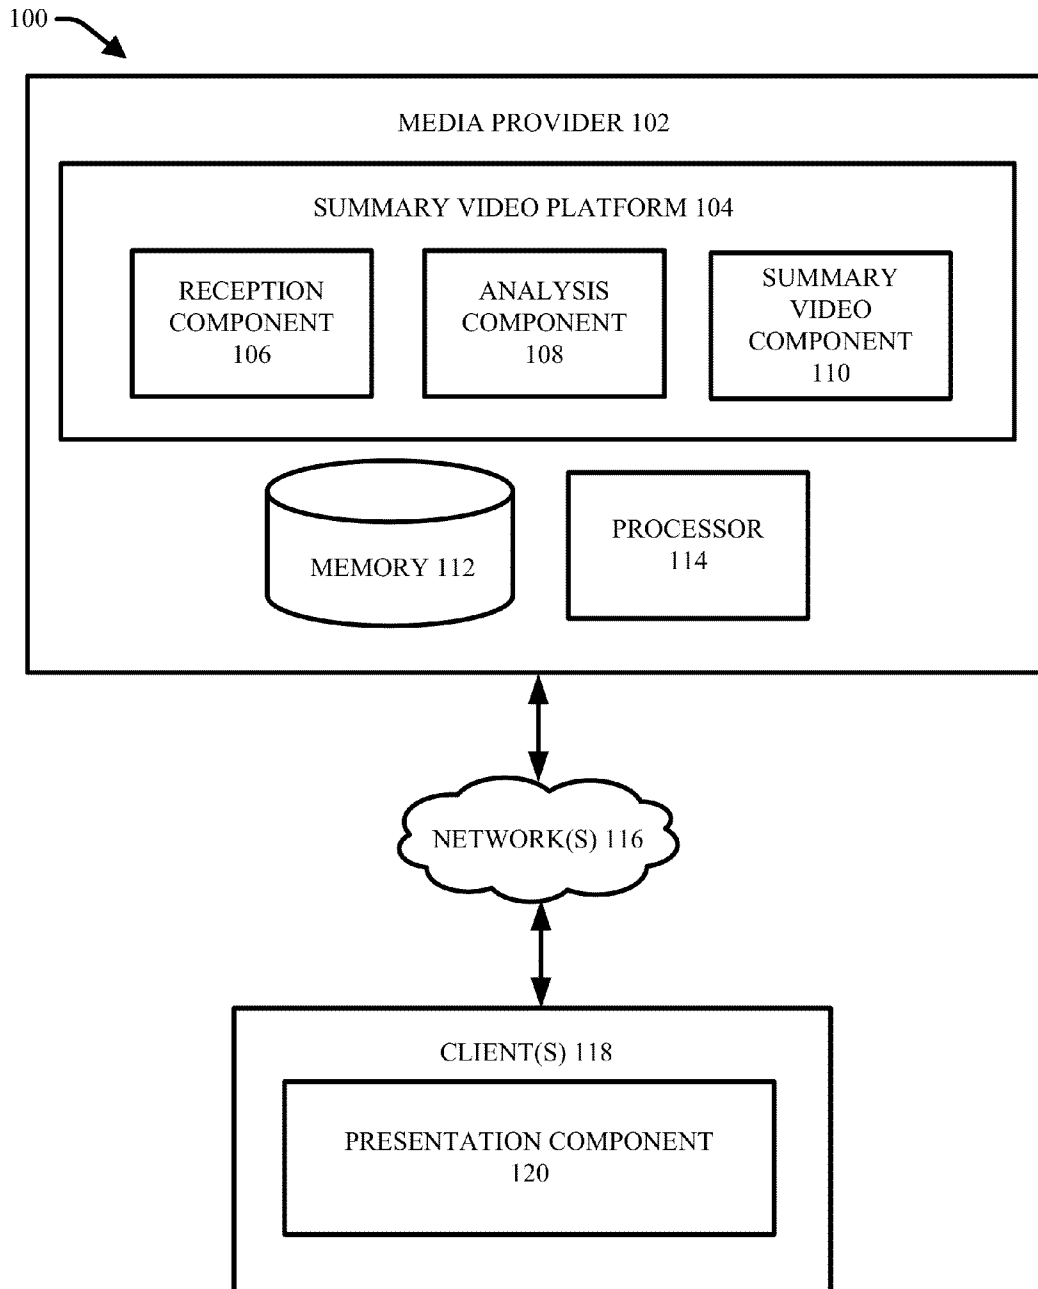 100
MEDIA PROVIDER 102
SUMMARY VIDEO PLATFORM 104
RECEPTION
COMPONENT
106
ANALYSIS
COMPONENT
108
SUMMARY
VIDEO
COMPONENT
110
MEMORY 112
PROCESSOR
114
NETWORK(S) 116
CLIENT(S) 118
PRESENTATION COMPONENT
120